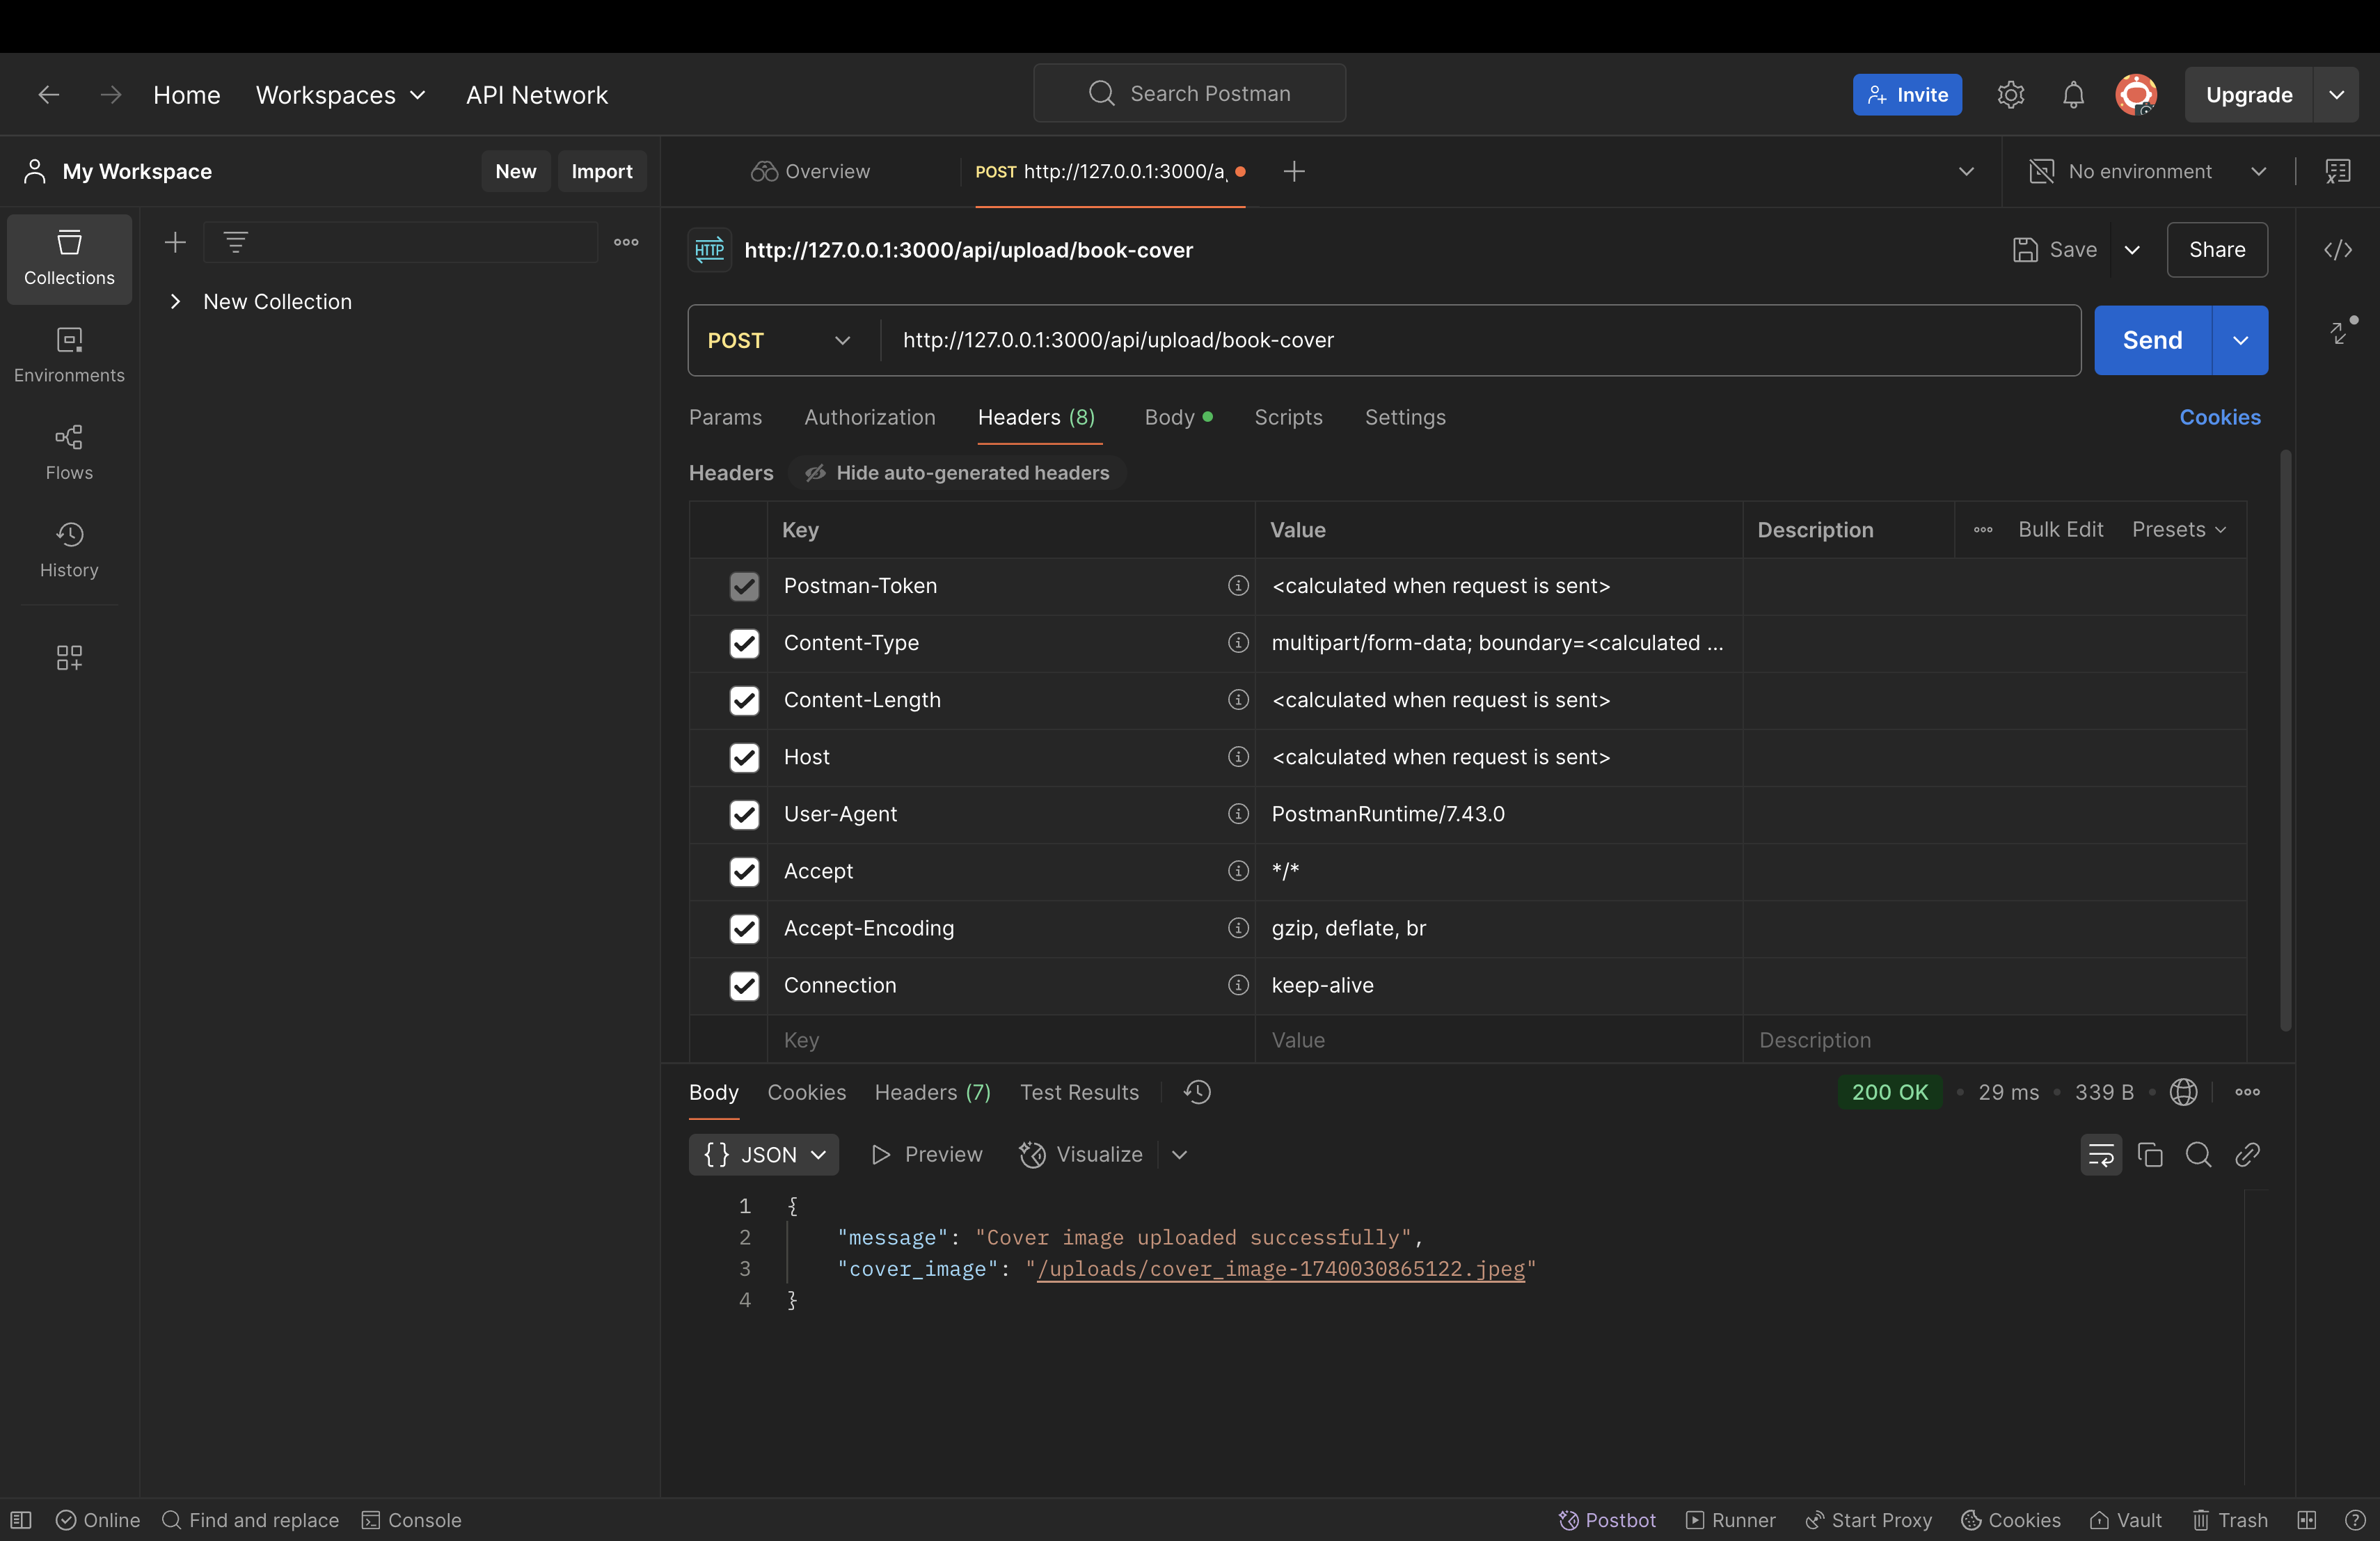 Home Workspaces API Network Search Postman Invite Upgrade
My Workspace New Import Overview POST http://127.0.0.1:3000/a No environment
Collections
Environments
Flows
History
New Collection
HTTP http://127.0.0.1:3000/api/upload/book-cover Save Share
POST http://127.0.0.1:3000/api/upload/book-cover Send
Params Authorization Headers (8) Body Scripts Settings Cookies
Headers Hide auto-generated headers
Key Value Description Bulk Edit Presets
Postman-Token <calculated when request is sent>
Content-Type multipart/form-data; boundary=<calculated ...
Content-Length <calculated when request is sent>
Host <calculated when request is sent>
User-Agent PostmanRuntime/7.43.0
Accept */*
Accept-Encoding gzip, deflate, br
Connection keep-alive
Key Value Description
Body Cookies Headers (7) Test Results 200 OK • 29 ms • 339 B •
{} JSON Preview Visualize
1 {
2 "message": "Cover image uploaded successfully",
3 "cover_image": "/uploads/cover_image-1740030865122.jpeg"
4 }
Online Find and replace Console Postbot Runner Start Proxy Cookies Vault Trash